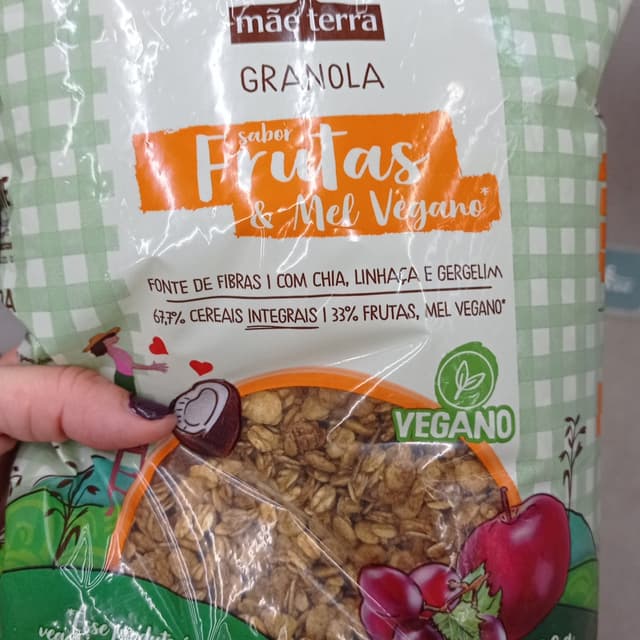 mãe terra
GRANOLA
sabor
Frutas
& Mel Vegano*
FONTE DE FIBRAS | COM CHIA, LINHAÇA E GERGELIM
67,7% CEREAIS INTEGRAIS | 33% FRUTAS, MEL VEGANO*
VEGANO